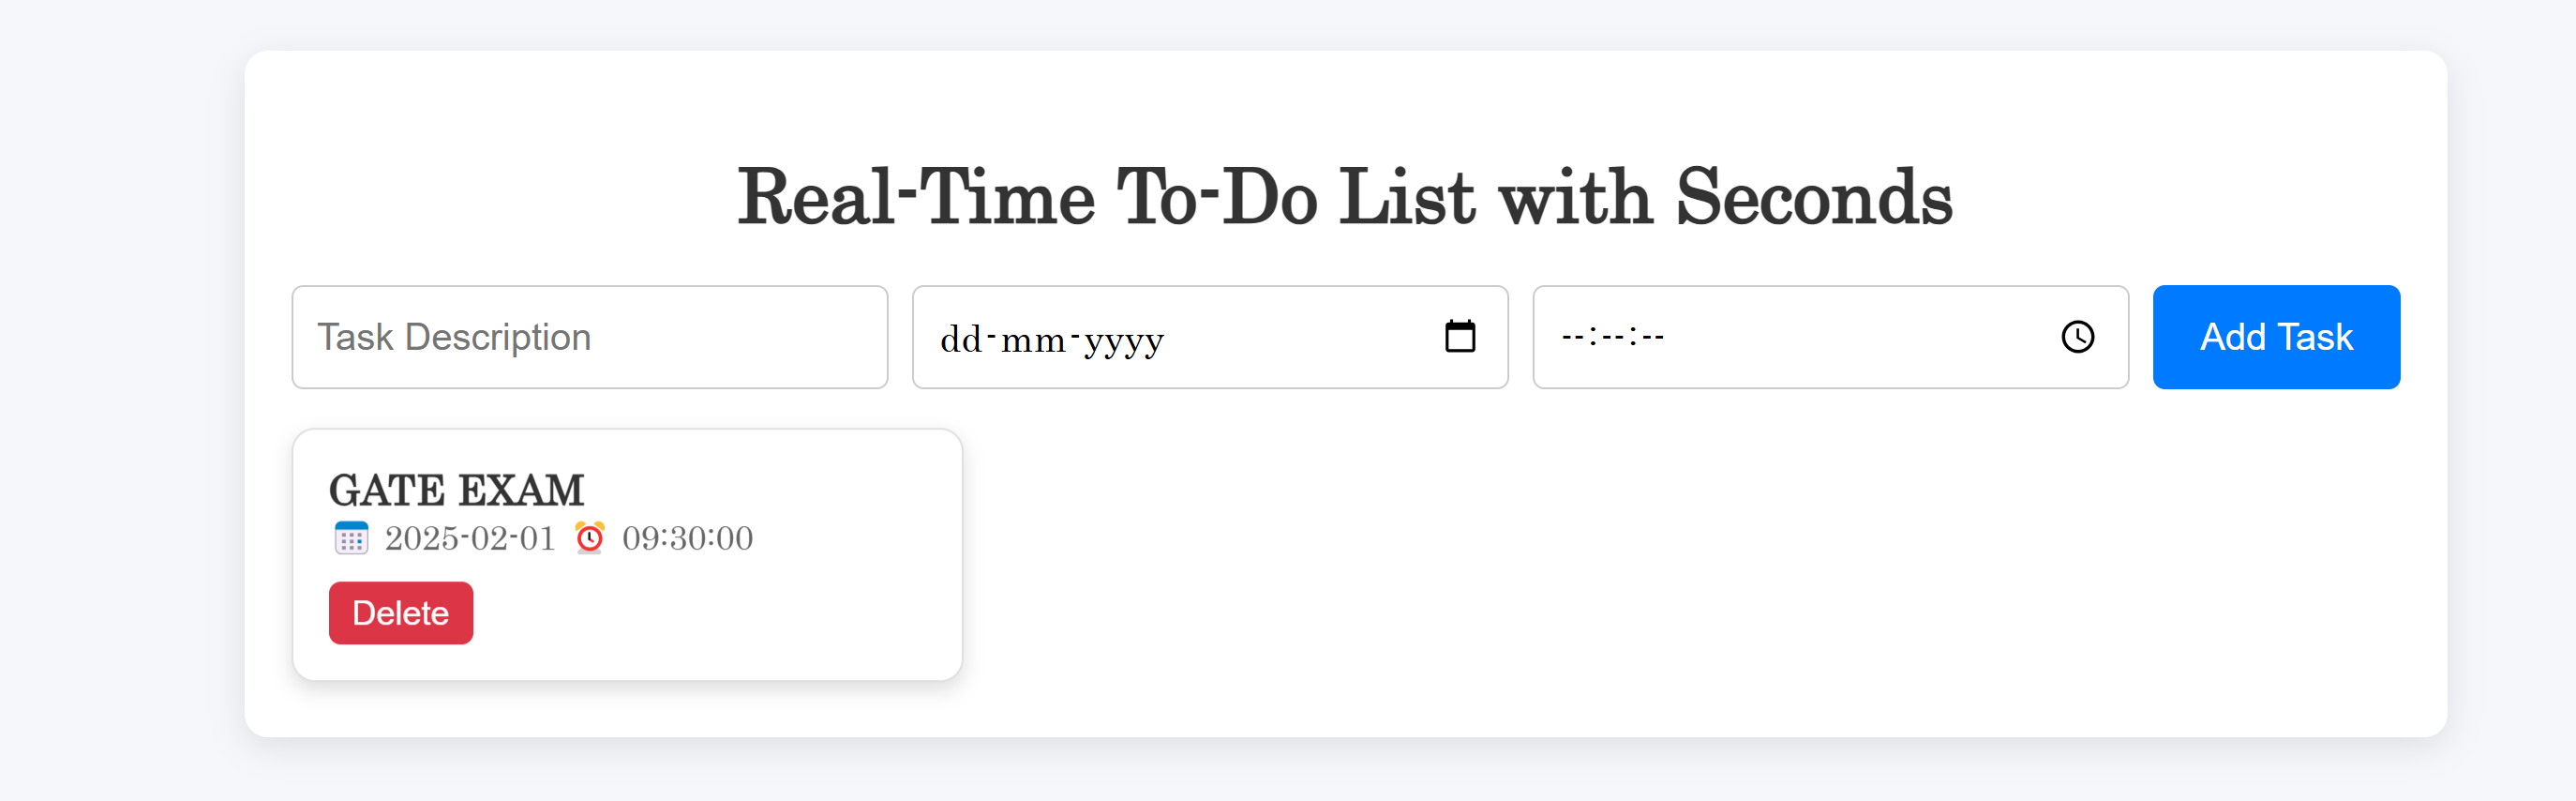 Real-Time To-Do List with Seconds
Task Description dd-mm-yyyy --:--:-- Add Task
GATE EXAM
2025-02-01 09:30:00
Delete